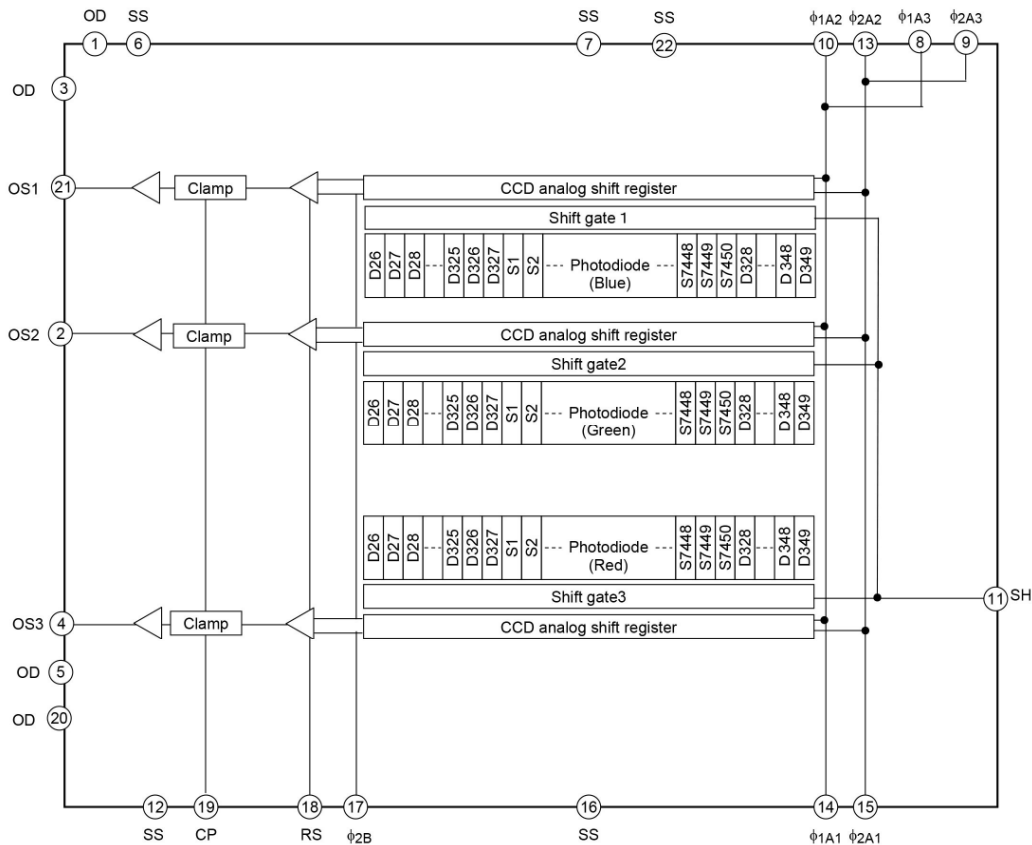 OD SS SS SS ϕ1A2 ϕ2A2 ϕ1A3 ϕ2A3
1 6 7 22 10 13 8 9
OD 3
OS1 21 Clamp CCD analog shift register
Shift gate 1
D26 D27 D28 ---- D325 D326 D327 S1 S2 ---- Photodiode (Blue) ---- S7448 S7449 S7450 D328 ---- D 348 D349
OS2 2 Clamp CCD analog shift register
Shift gate2
D26 D27 D28 ---- D325 D326 D327 S1 S2 ---- Photodiode (Green) ---- S7448 S7449 S7450 D328 ---- D 348 D349
D26 D27 D28 ---- D325 D326 D327 S1 S2 ---- Photodiode (Red) ---- S7448 S7449 S7450 D328 ---- D 348 D349
Shift gate3 11 SH
OS3 4 Clamp CCD analog shift register
OD 5
OD 20
12 19 18 17 16 14 15
SS CP RS ϕ2B SS ϕ1A1 ϕ2A1